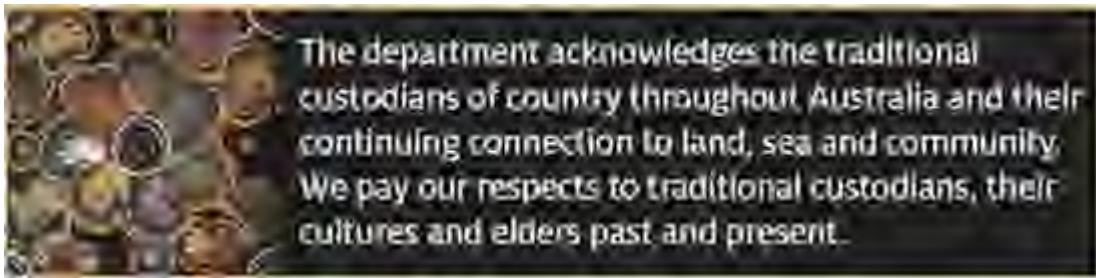 The department acknowledges the traditional
custodians of country throughout Australia and their
continuing connection to land, sea and community.
We pay our respects to traditional custodians, their
cultures and elders past and present.